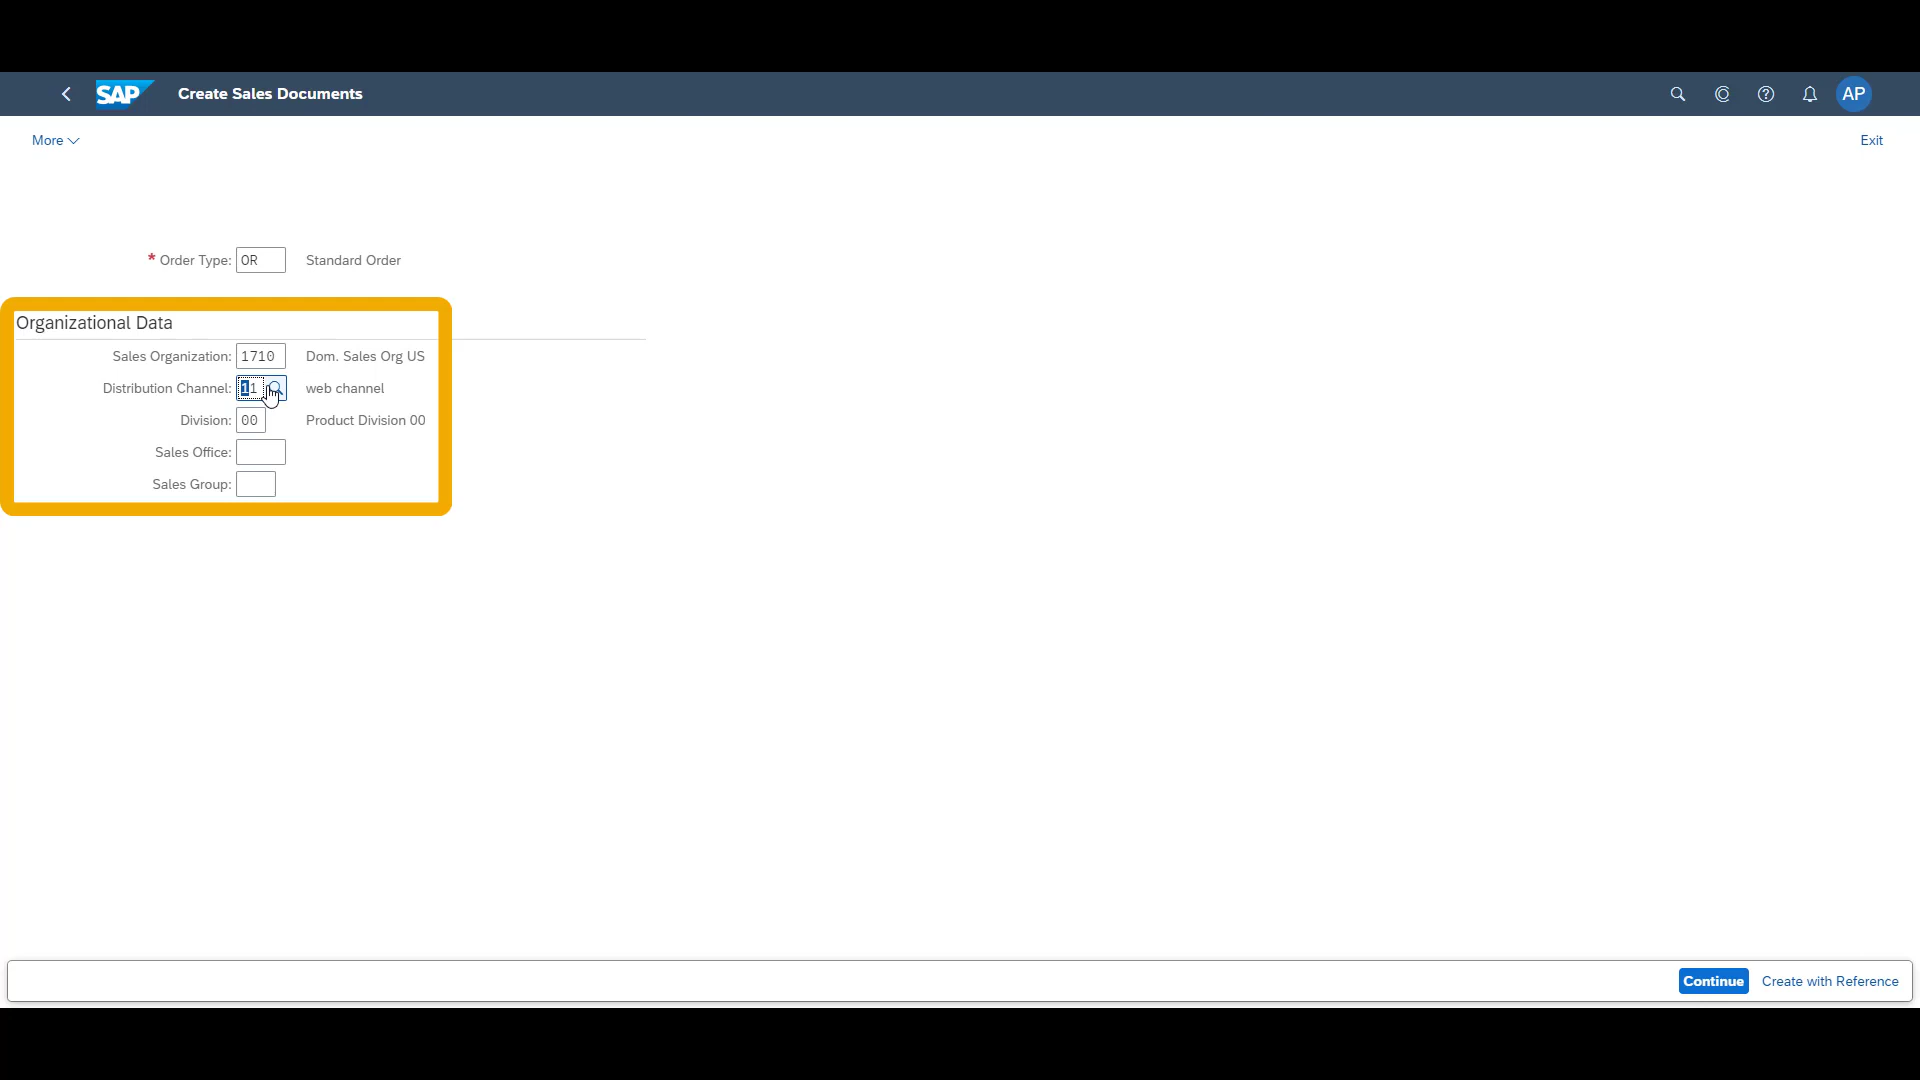 SAP Create Sales Documents AP
More Exit
* Order Type: OR Standard Order
Organizational Data
Sales Organization: 1710 Dom. Sales Org US
Distribution Channel: 11 web channel
Division: 00 Product Division 00
Sales Office:
Sales Group:
Continue Create with Reference